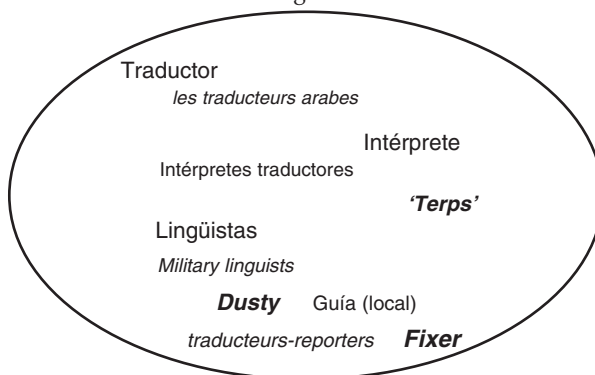 Traductor
les traducteurs arabes
Intérprete
Intérpretes traductores
‘Terps’
Lingüistas
Military linguists
Dusty Guía (local)
traducteurs-reporters Fixer